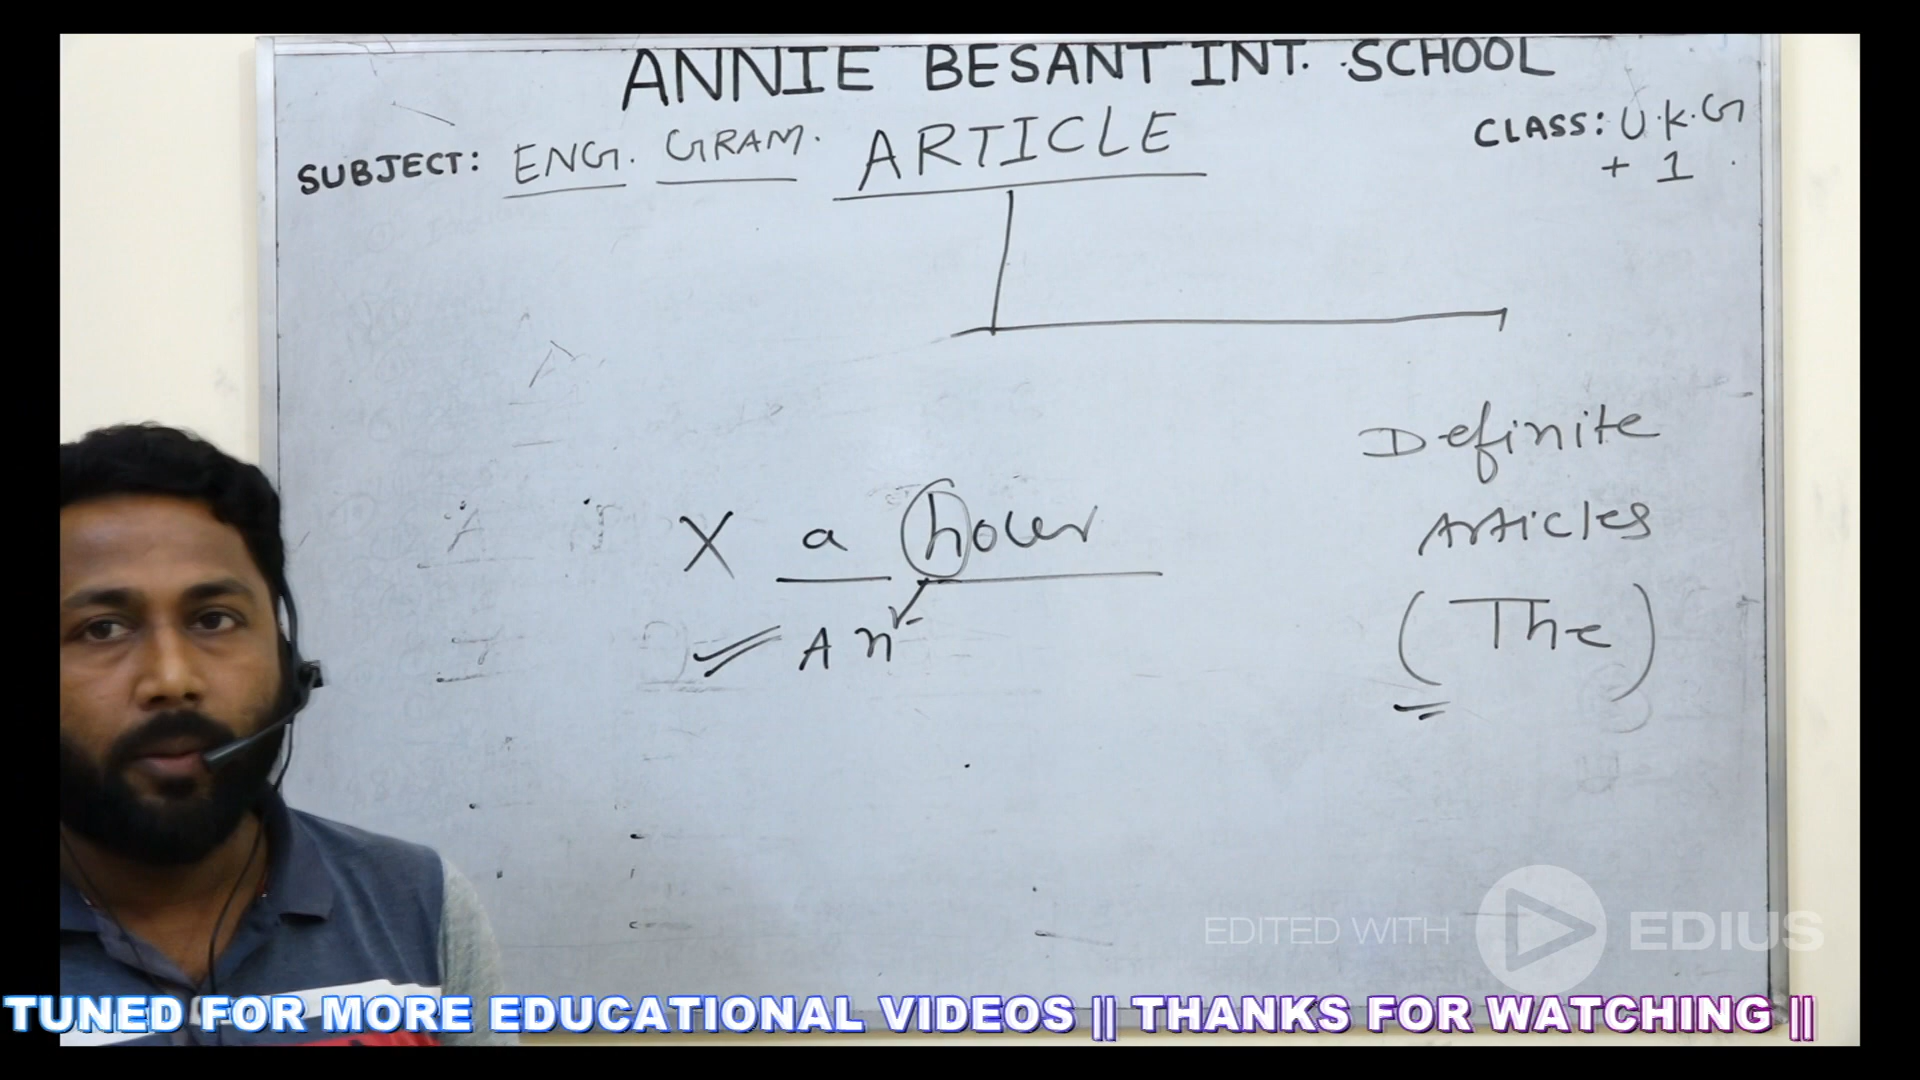 ANNIE BESANT INT. SCHOOL
SUBJECT: ENG. GRAM. ARTICLE
CLASS: U.K.G
+ 1
Definite
X a hour
Articles
An
(The)
EDITED WITH EDIUS
TUNED FOR MORE EDUCATIONAL VIDEOS || THANKS FOR WATCHING ||